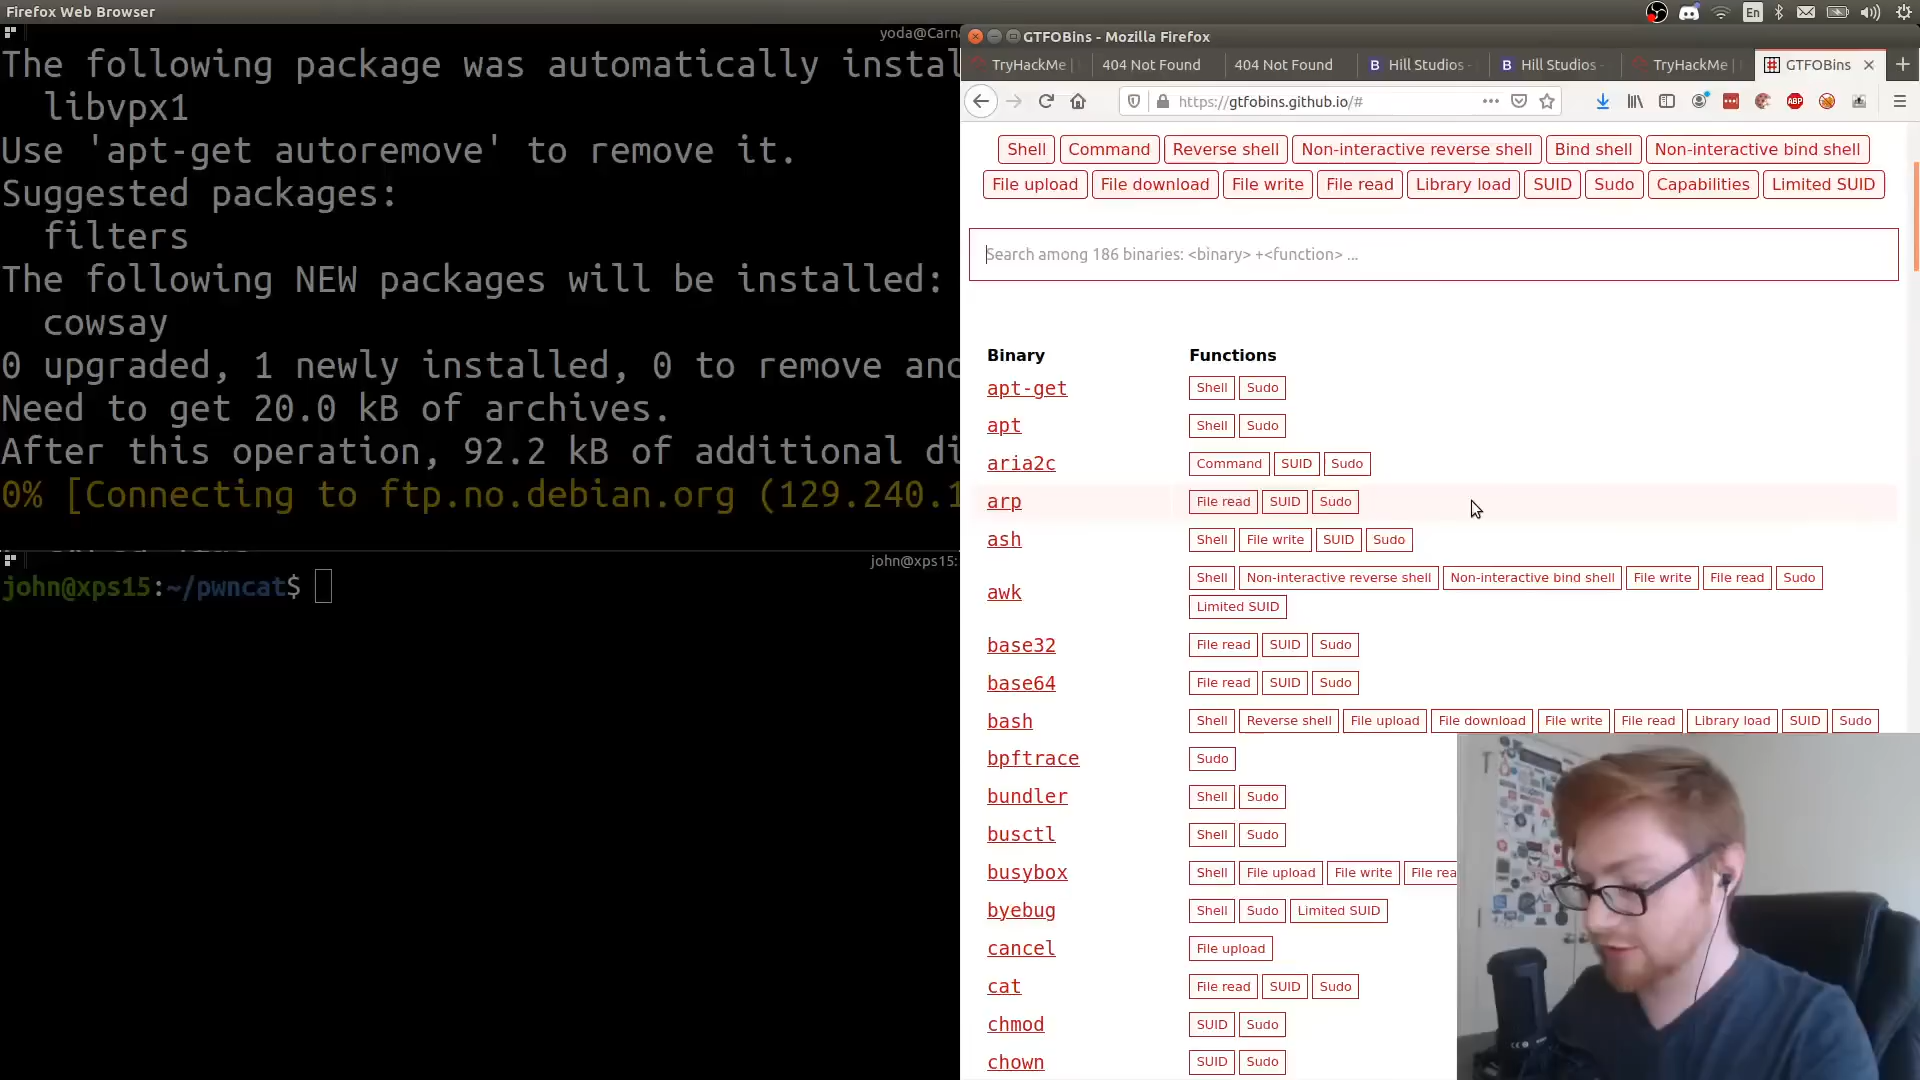 Firefox Web Browser
En
yoda@Carna
The following package was automatically instal
libvpx1
Use 'apt-get autoremove' to remove it.
Suggested packages:
filters
The following NEW packages will be installed:
cowsay
0 upgraded, 1 newly installed, 0 to remove and
Need to get 20.0 kB of archives.
After this operation, 92.2 kB of additional di
0% [Connecting to ftp.no.debian.org (129.240.1
john@xps15:
john@xps15:~/pwncat$
GTFOBins - Mozilla Firefox
TryHackMe | 404 Not Found 404 Not Found B Hill Studios - B Hill Studios - TryHackMe | GTFOBins
https://gtfobins.github.io/#
ABP
Shell Command Reverse shell Non-interactive reverse shell Bind shell Non-interactive bind shell
File upload File download File write File read Library load SUID Sudo Capabilities Limited SUID
Search among 186 binaries: <binary> +<function> ...
Binary Functions
apt-get Shell Sudo
apt Shell Sudo
aria2c Command SUID Sudo
arp File read SUID Sudo
ash Shell File write SUID Sudo
awk Shell Non-interactive reverse shell Non-interactive bind shell File write File read Sudo
Limited SUID
base32 File read SUID Sudo
base64 File read SUID Sudo
bash Shell Reverse shell File upload File download File write File read Library load SUID Sudo
bpftrace Sudo
bundler Shell Sudo
busctl Shell Sudo
busybox Shell File upload File write File rea
byebug Shell Sudo Limited SUID
cancel File upload
cat File read SUID Sudo
chmod SUID Sudo
chown SUID Sudo